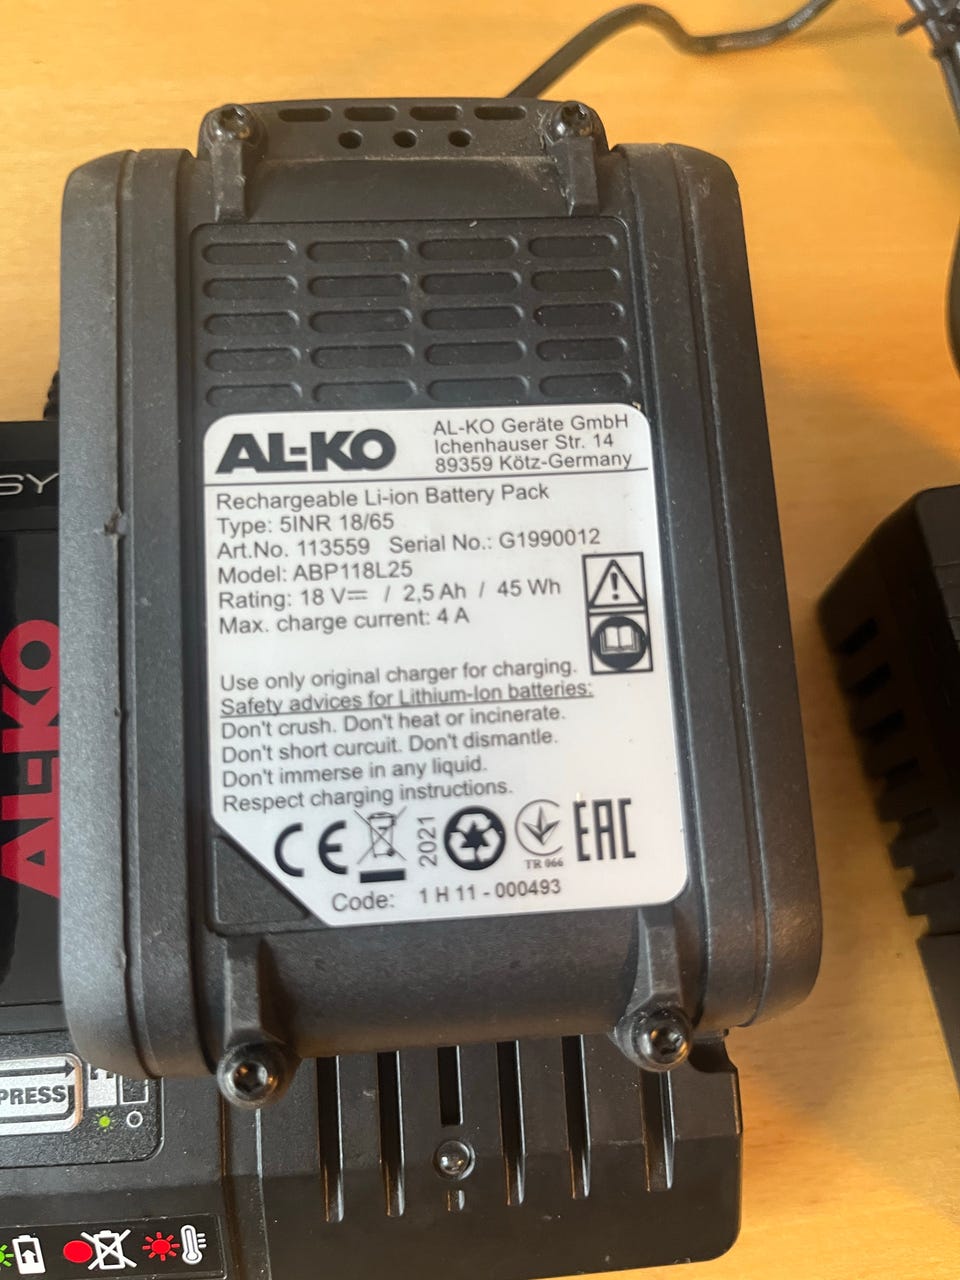 AL-KO
AL-KO Geräte GmbH
Ichenhauser Str. 14
89359 Kötz-Germany
Rechargeable Li-ion Battery Pack
Type: 5INR 18/65
Art.No. 113559 Serial No.: G1990012
Model: ABP118L25
Rating: 18 V⎓ / 2,5 Ah / 45 Wh
Max. charge current: 4 A
Use only original charger for charging.
Safety advices for Lithium-Ion batteries:
Don't crush. Don't heat or incinerate.
Don't short curcuit. Don't dismantle.
Don't immerse in any liquid.
Respect charging instructions.
CE 2021 TR 066 EAC
Code: 1 H 11 - 000493
SY
AL-KO
PRESS